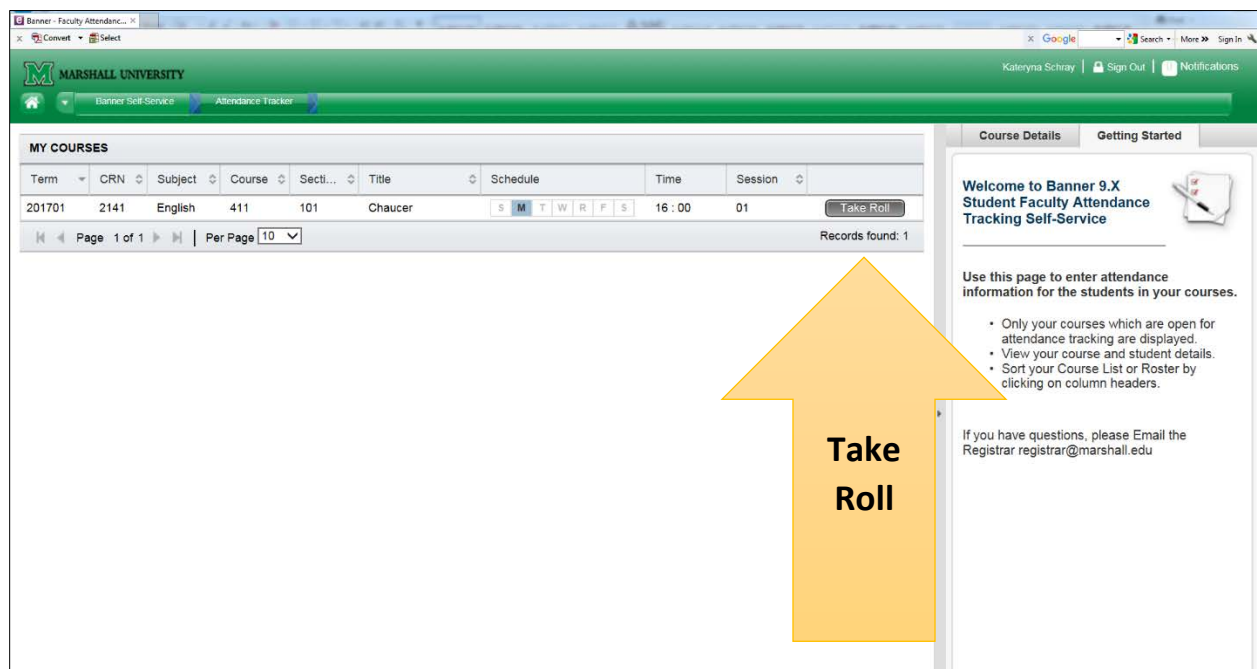 Banner - Faculty Attendanc... ×
x Convert Select
x Google Search More >> Sign In
MARSHALL UNIVERSITY
Kateryna Schray | Sign Out | Notifications
Banner Self-Service Attendance Tracker
Course Details Getting Started
MY COURSES
Term CRN Subject Course Secti... Title Schedule Time Session
201701 2141 English 411 101 Chaucer S M T W R F S 16 : 00 01 Take Roll
Page 1 of 1 | Per Page 10 Records found: 1
Welcome to Banner 9.X
Student Faculty Attendance
Tracking Self-Service
Use this page to enter attendance
information for the students in your courses.
• Only your courses which are open for
attendance tracking are displayed.
• View your course and student details.
• Sort your Course List or Roster by
clicking on column headers.
If you have questions, please Email the
Registrar registrar@marshall.edu
Take
Roll